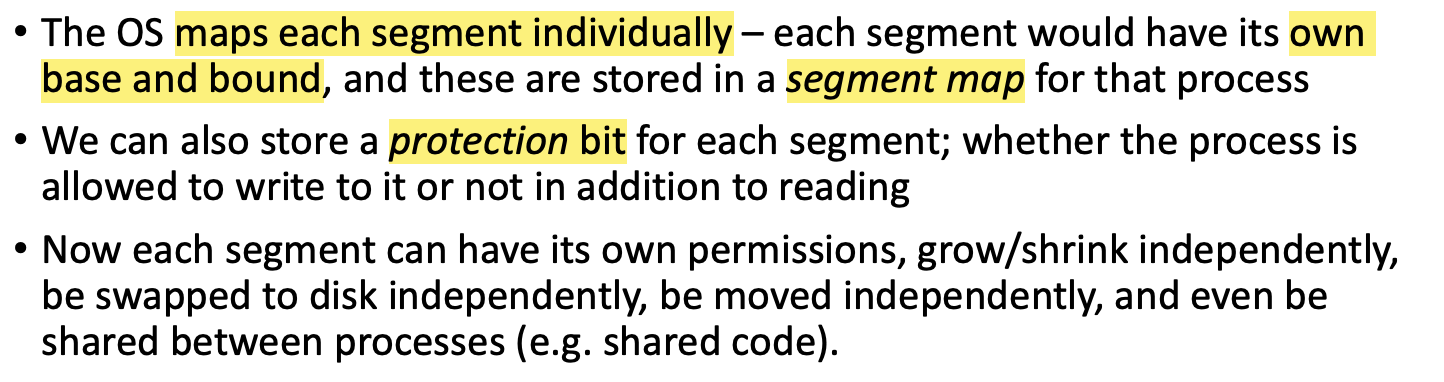 • The OS maps each segment individually – each segment would have its own
base and bound, and these are stored in a segment map for that process
• We can also store a protection bit for each segment; whether the process is
allowed to write to it or not in addition to reading
• Now each segment can have its own permissions, grow/shrink independently,
be swapped to disk independently, be moved independently, and even be
shared between processes (e.g. shared code).